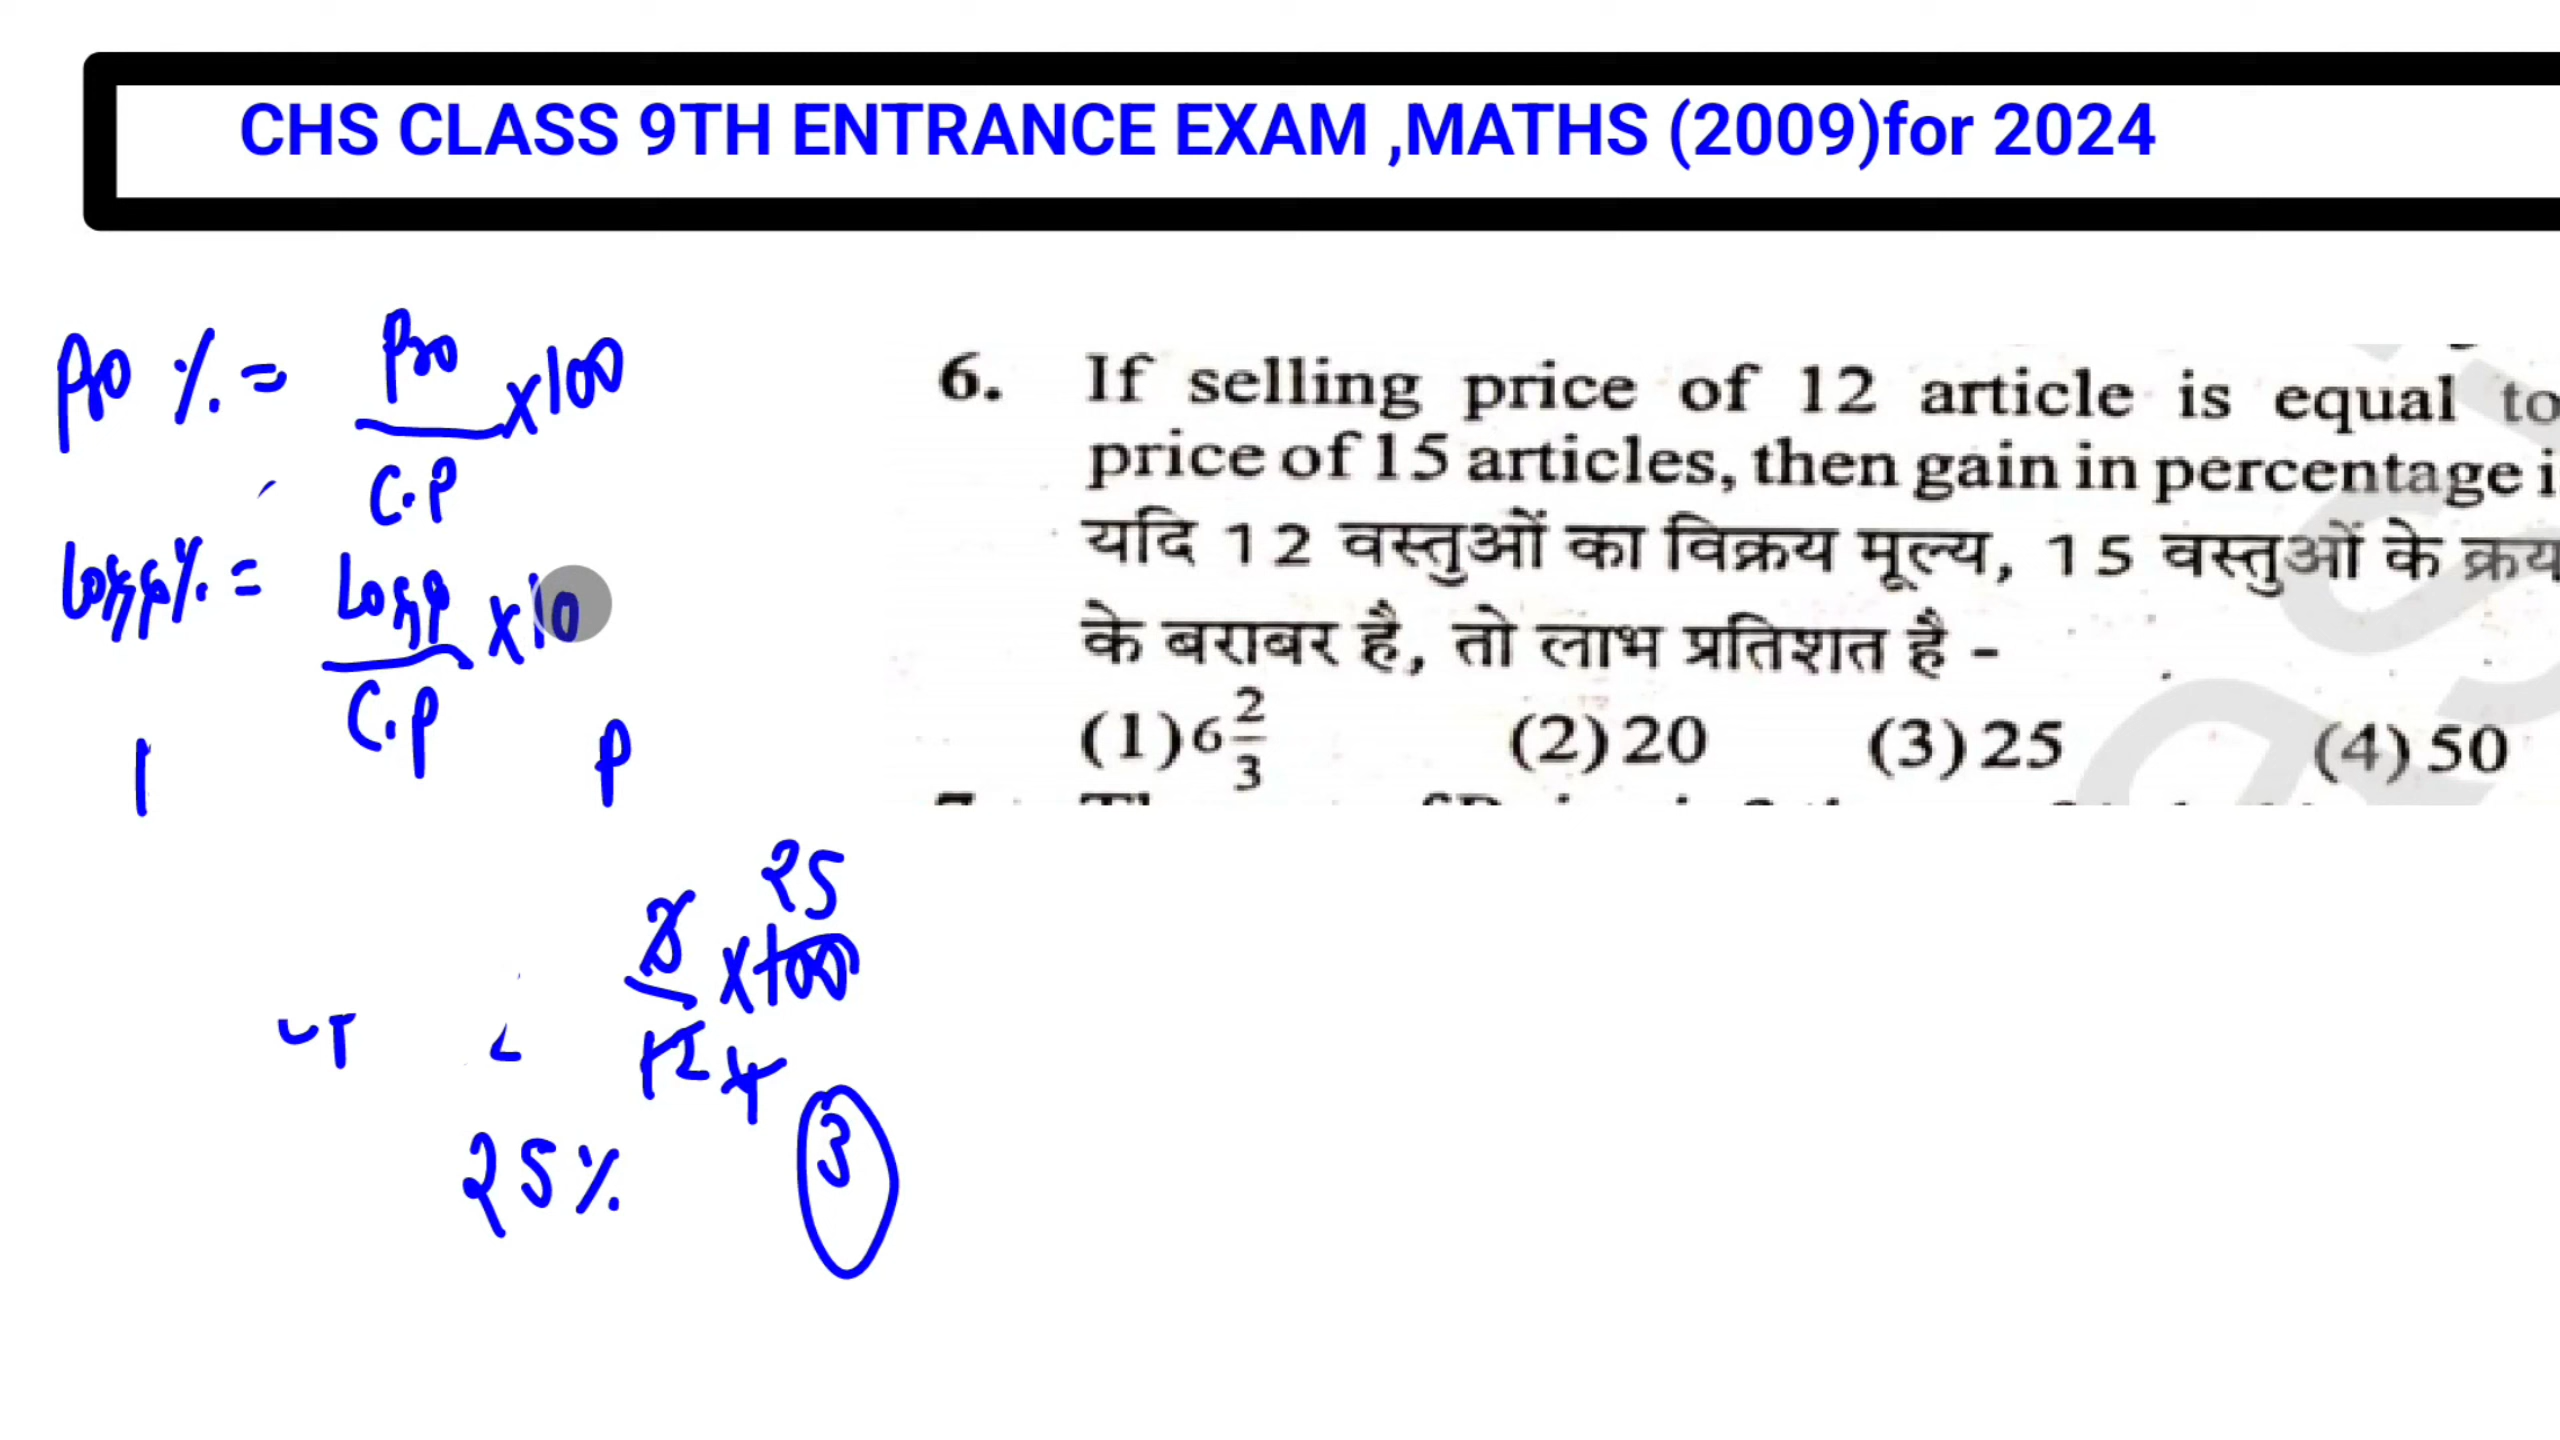 CHS CLASS 9TH ENTRANCE EXAM ,MATHS (2009)for 2024
Pro % = Pro/C.P x100
Loss % = Loss/C.P x10
P
6. If selling price of 12 article is equal to
price of 15 articles, then gain in percentage i
यदि 12 वस्तुओं का विक्रय मूल्य, 15 वस्तुओं के क्रय
के बराबर है, तो लाभ प्रतिशत है -
(1) 6 2/3 (2) 20 (3) 25 (4) 50
25
3/12 x100
4
25%
3